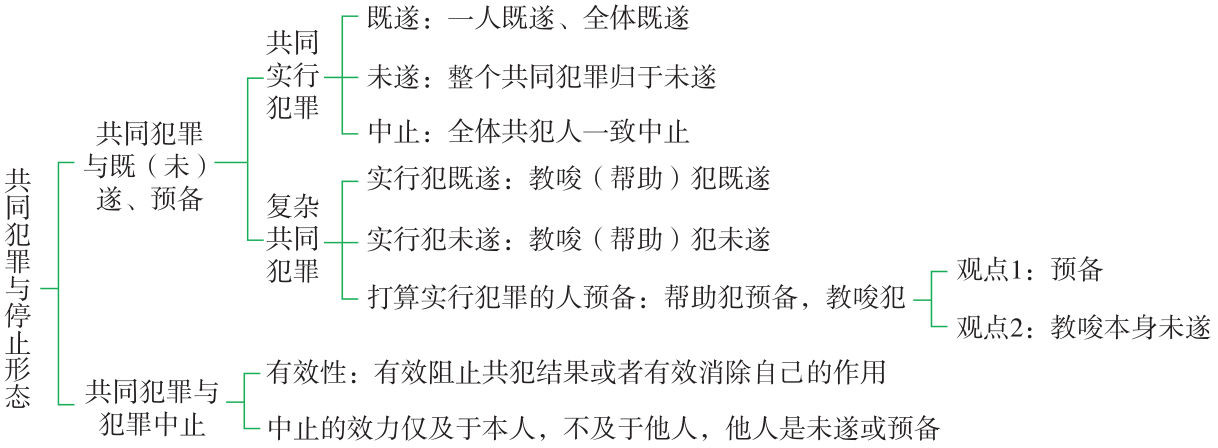 共同犯罪与停止形态
共同犯罪
与既（未）
遂、预备
共同
实行
犯罪
既遂：一人既遂、全体既遂
未遂：整个共同犯罪归于未遂
中止：全体共犯人一致中止
复杂
共同
犯罪
实行犯既遂：教唆（帮助）犯既遂
实行犯未遂：教唆（帮助）犯未遂
打算实行犯罪的人预备：帮助犯预备，教唆犯
观点1：预备
观点2：教唆本身未遂
共同犯罪与
犯罪中止
有效性：有效阻止共犯结果或者有效消除自己的作用
中止的效力仅及于本人，不及于他人，他人是未遂或预备